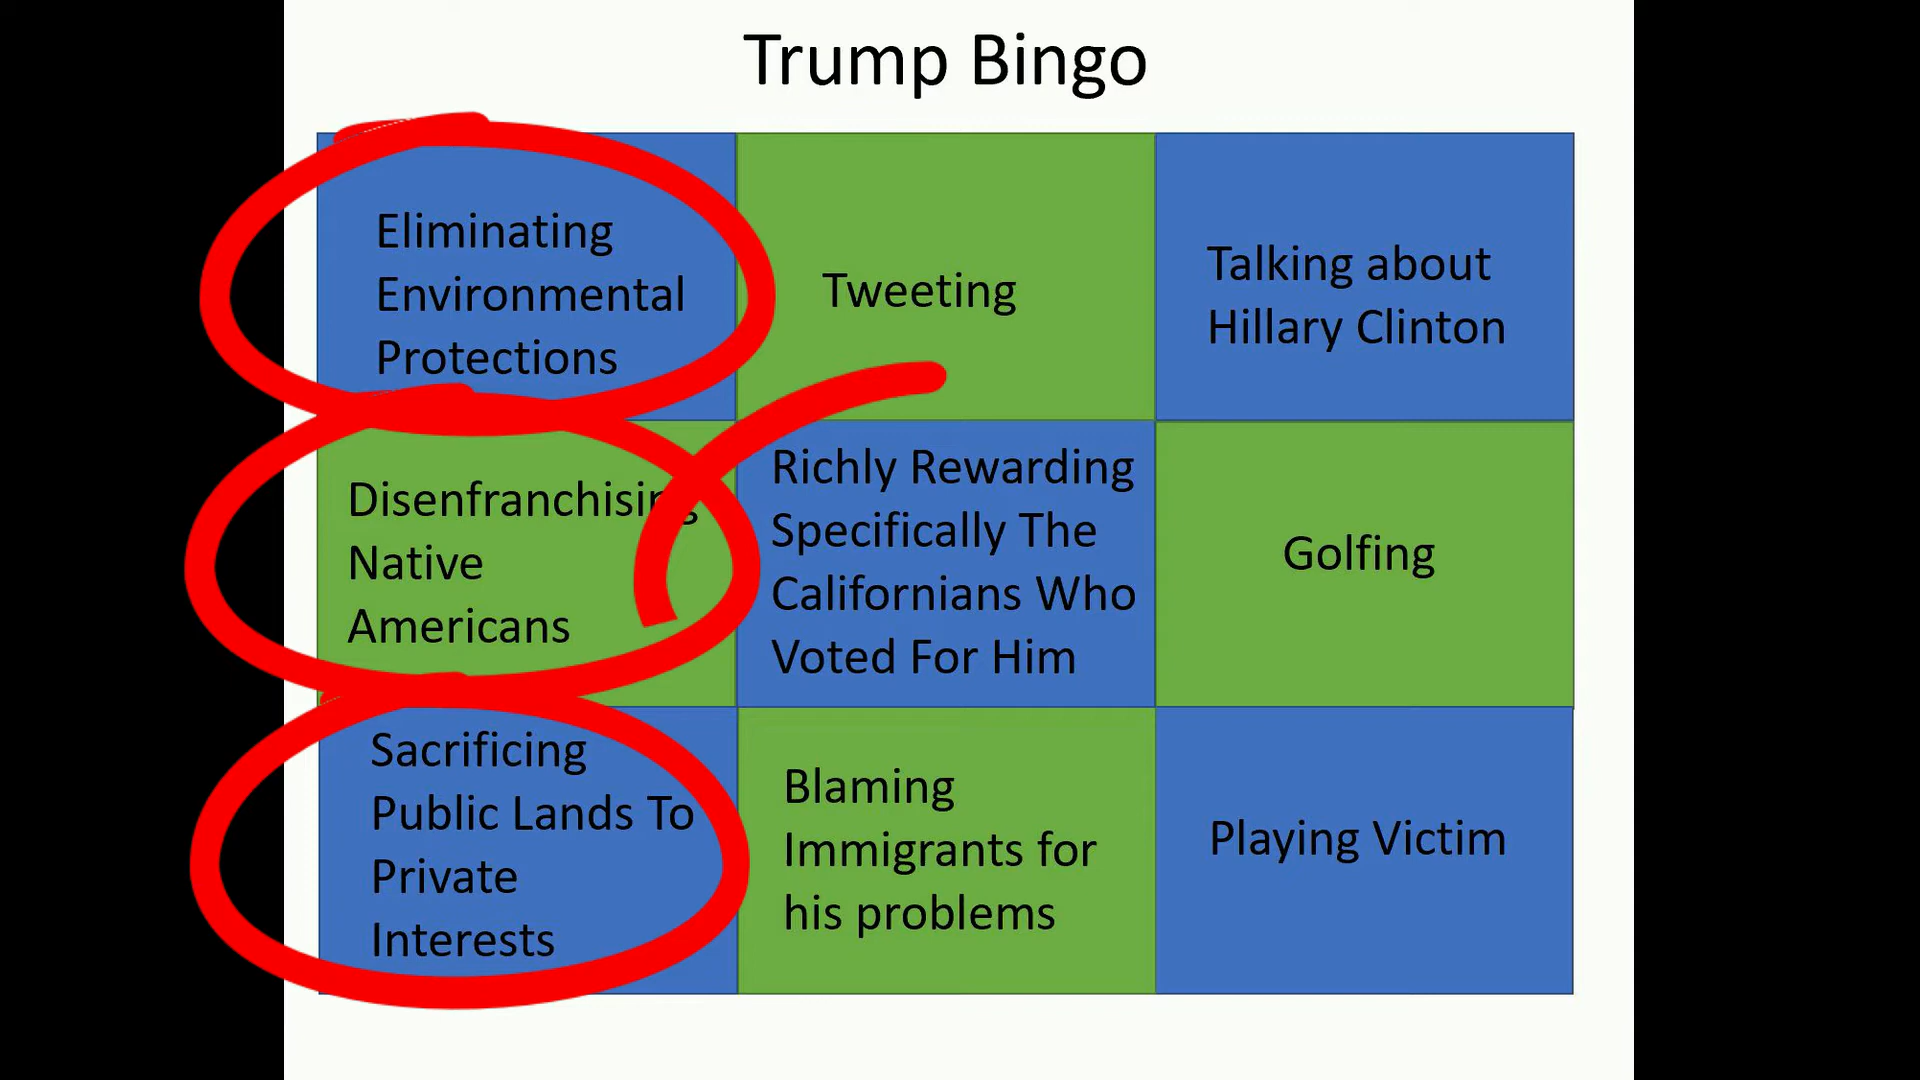 Trump Bingo
Eliminating
Environmental
Protections
Tweeting
Talking about
Hillary Clinton
Disenfranchising
Native
Americans
Richly Rewarding
Specifically The
Californians Who
Voted For Him
Golfing
Sacrificing
Public Lands To
Private
Interests
Blaming
Immigrants for
his problems
Playing Victim